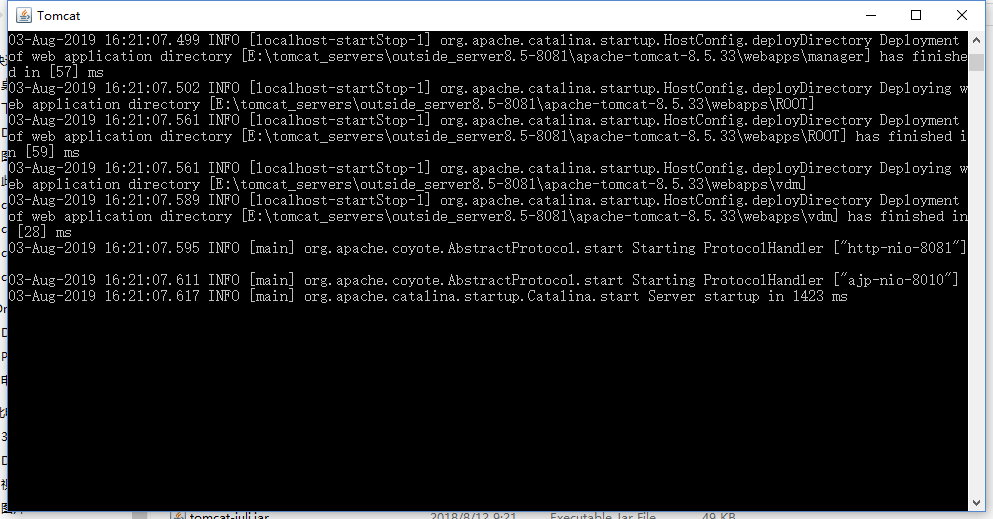 Tomcat
03-Aug-2019 16:21:07.499 INFO [localhost-startStop-1] org.apache.catalina.startup.HostConfig.deployDirectory Deployment
of web application directory [E:\tomcat_servers\outside_server8.5-8081\apache-tomcat-8.5.33\webapps\manager] has finishe
d in [57] ms
03-Aug-2019 16:21:07.502 INFO [localhost-startStop-1] org.apache.catalina.startup.HostConfig.deployDirectory Deploying w
eb application directory [E:\tomcat_servers\outside_server8.5-8081\apache-tomcat-8.5.33\webapps\ROOT]
03-Aug-2019 16:21:07.561 INFO [localhost-startStop-1] org.apache.catalina.startup.HostConfig.deployDirectory Deployment
of web application directory [E:\tomcat_servers\outside_server8.5-8081\apache-tomcat-8.5.33\webapps\ROOT] has finished i
n [59] ms
03-Aug-2019 16:21:07.561 INFO [localhost-startStop-1] org.apache.catalina.startup.HostConfig.deployDirectory Deploying w
eb application directory [E:\tomcat_servers\outside_server8.5-8081\apache-tomcat-8.5.33\webapps\vdm]
03-Aug-2019 16:21:07.589 INFO [localhost-startStop-1] org.apache.catalina.startup.HostConfig.deployDirectory Deployment
of web application directory [E:\tomcat_servers\outside_server8.5-8081\apache-tomcat-8.5.33\webapps\vdm] has finished in
[28] ms
03-Aug-2019 16:21:07.595 INFO [main] org.apache.coyote.AbstractProtocol.start Starting ProtocolHandler ["http-nio-8081"]
03-Aug-2019 16:21:07.611 INFO [main] org.apache.coyote.AbstractProtocol.start Starting ProtocolHandler ["ajp-nio-8010"]
03-Aug-2019 16:21:07.617 INFO [main] org.apache.catalina.startup.Catalina.start Server startup in 1423 ms
tomcat-juli.jar 2018/8/12 9:21 Executable Jar File 49 KB